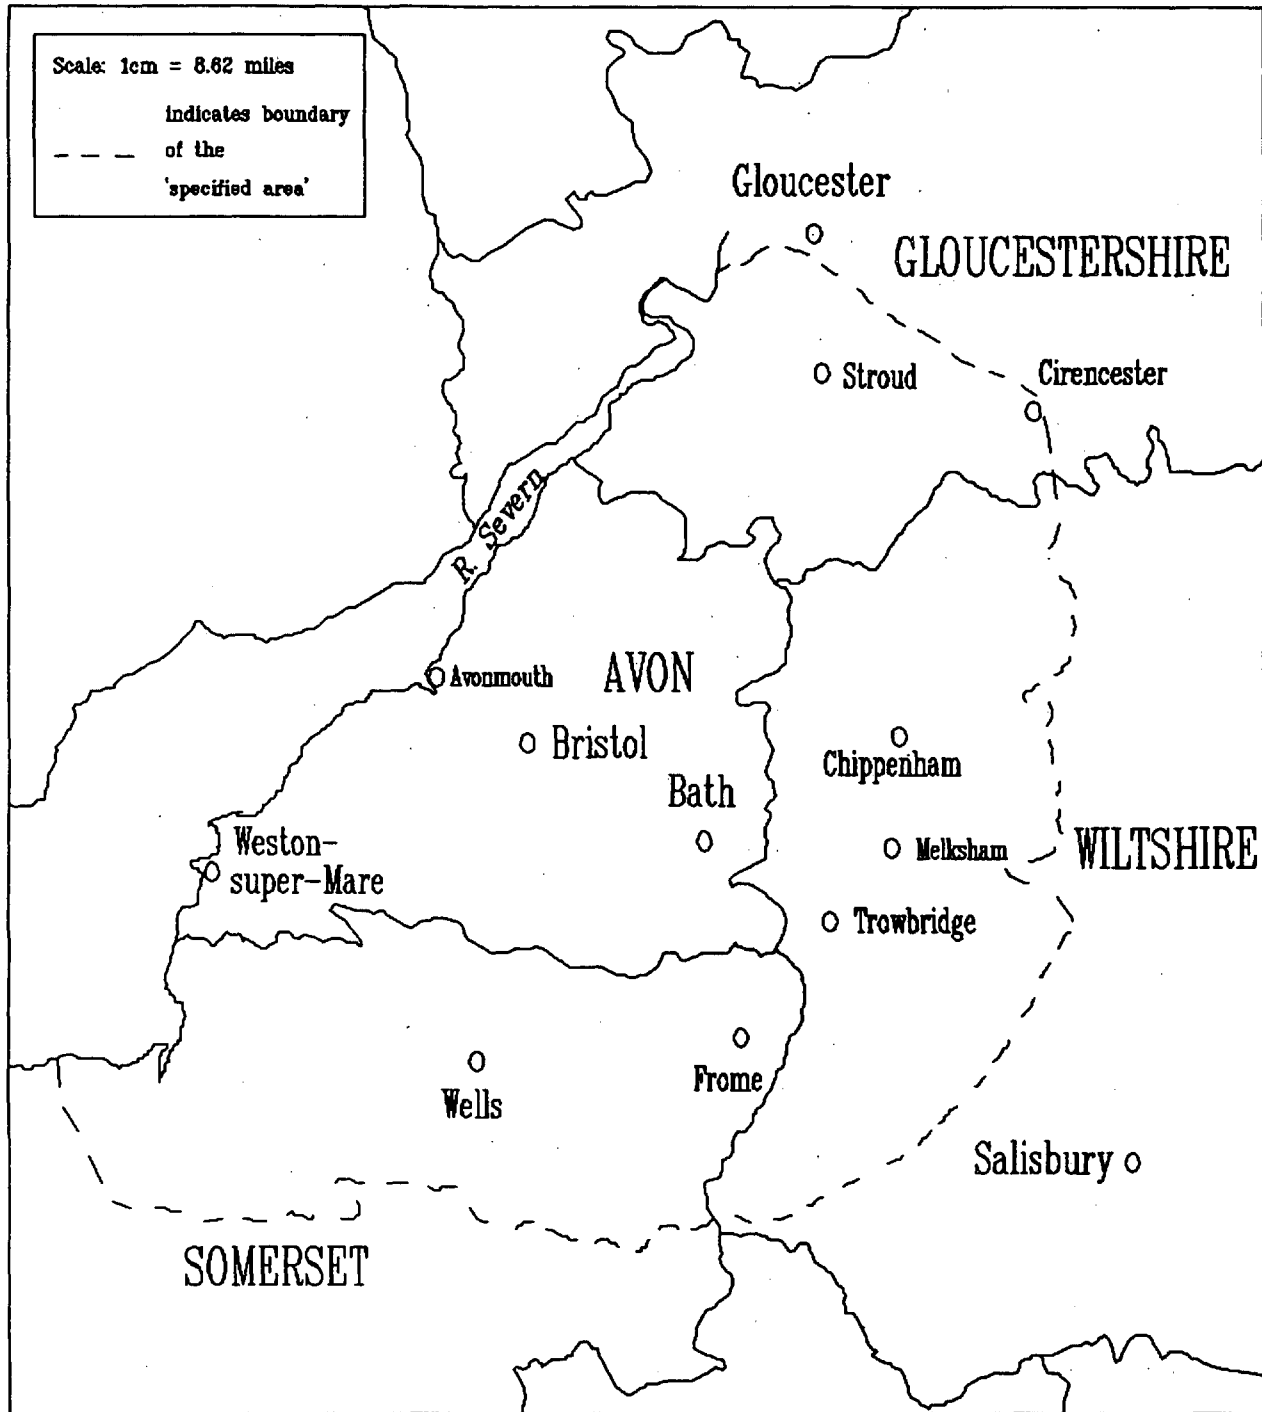 Scale: 1cm = 8.62 miles
indicates boundary
of the
'specified area'
Gloucester
GLOUCESTERSHIRE
Stroud
Cirencester
R. Severn
Avonmouth
AVON
Bristol
Chippenham
Bath
Weston-
super-Mare
Melksham
WILTSHIRE
Trowbridge
Wells
Frome
Salisbury
SOMERSET